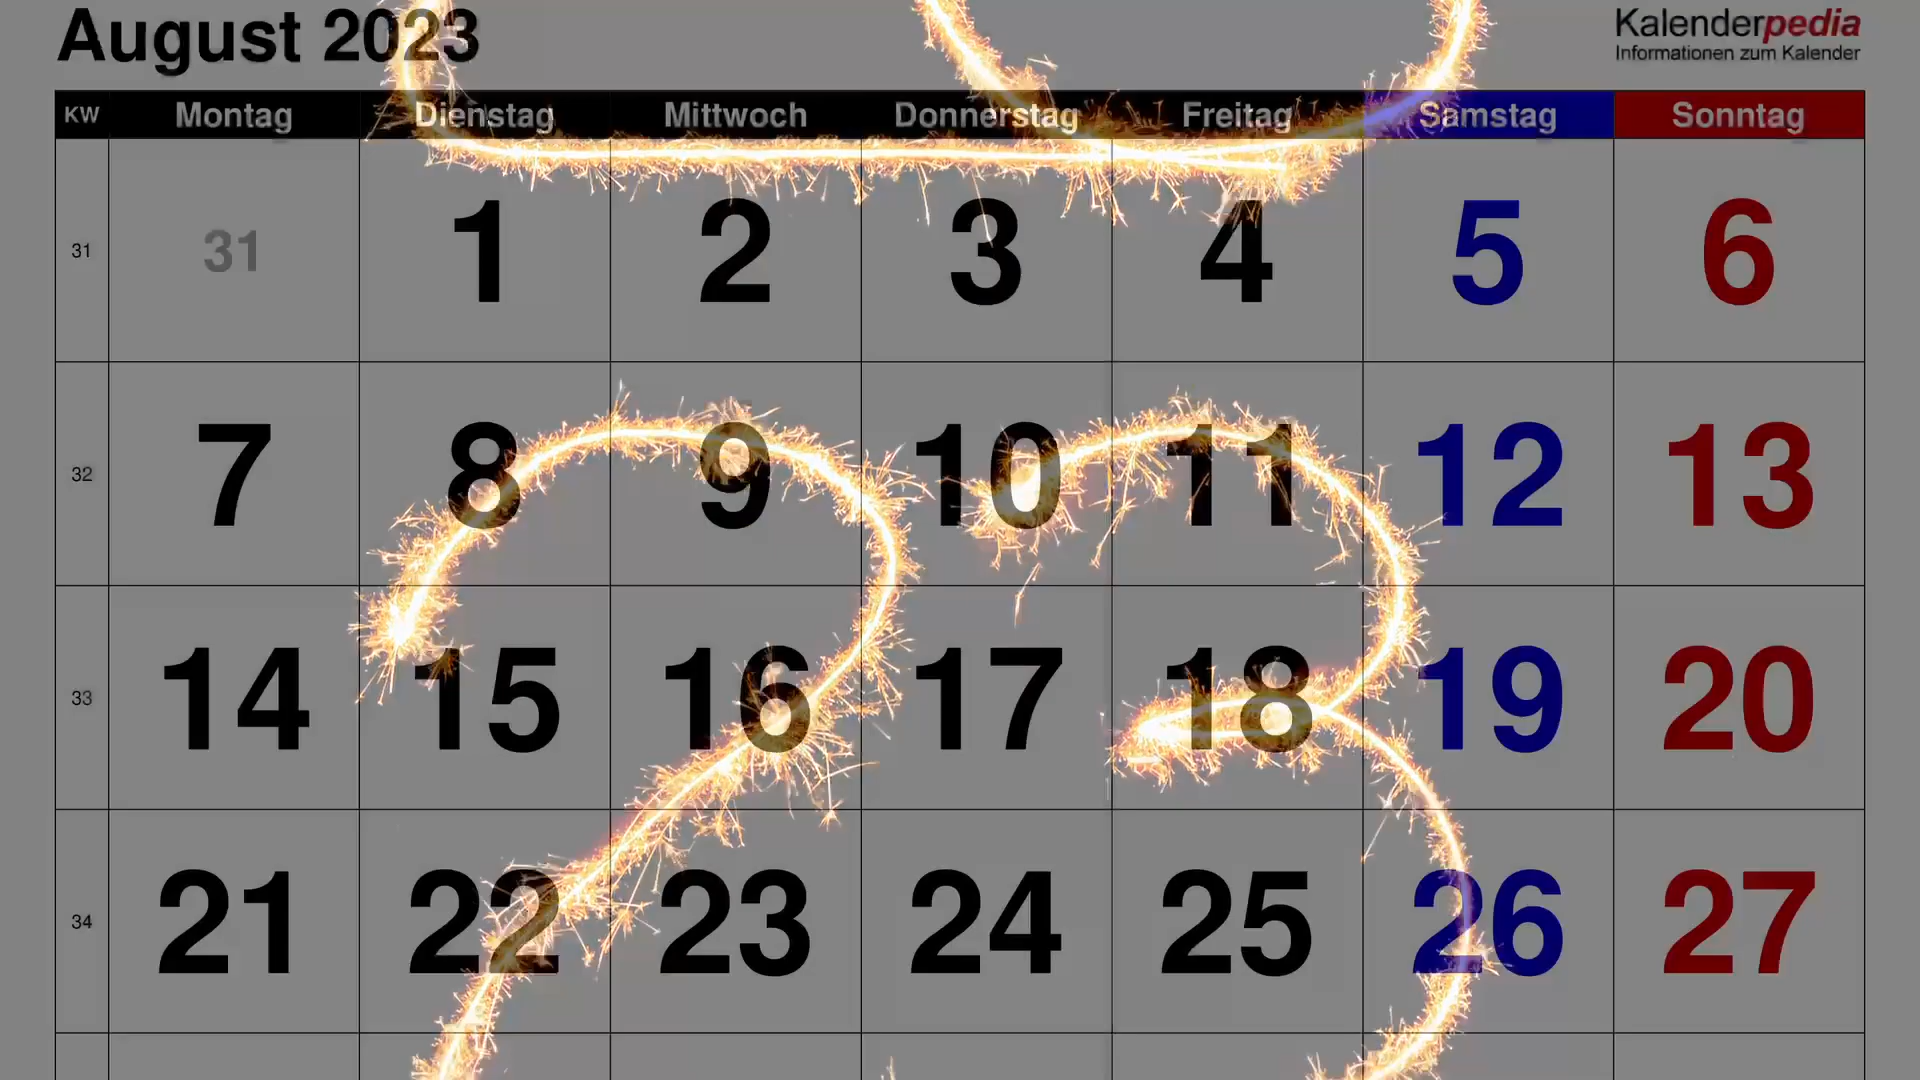 August 2023
Kalenderpedia
Informationen zum Kalender
KW Montag Dienstag Mittwoch Donnerstag Freitag Samstag Sonntag
31 31 1 2 3 4 5 6
32 7 8 9 10 11 12 13
33 14 15 16 17 18 19 20
34 21 22 23 24 25 26 27
23